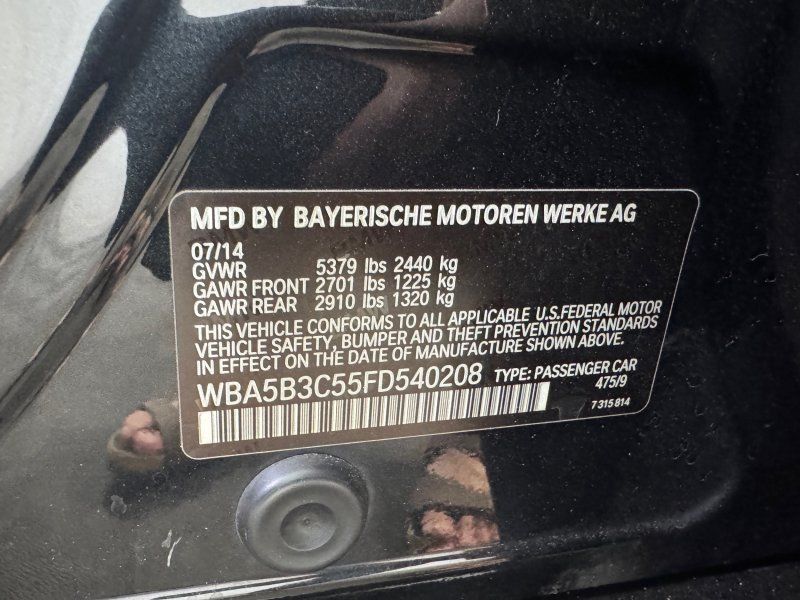 MFD BY BAYERISCHE MOTOREN WERKE AG
07/14
GVWR 5379 lbs 2440 kg
GAWR FRONT 2701 lbs 1225 kg
GAWR REAR 2910 lbs 1320 kg
THIS VEHICLE CONFORMS TO ALL APPLICABLE U.S.FEDERAL MOTOR
VEHICLE SAFETY, BUMPER AND THEFT PREVENTION STANDARDS
IN EFFECT ON THE DATE OF MANUFACTURE SHOWN ABOVE.
WBA5B3C55FD540208 TYPE: PASSENGER CAR
475/9
7 315 814